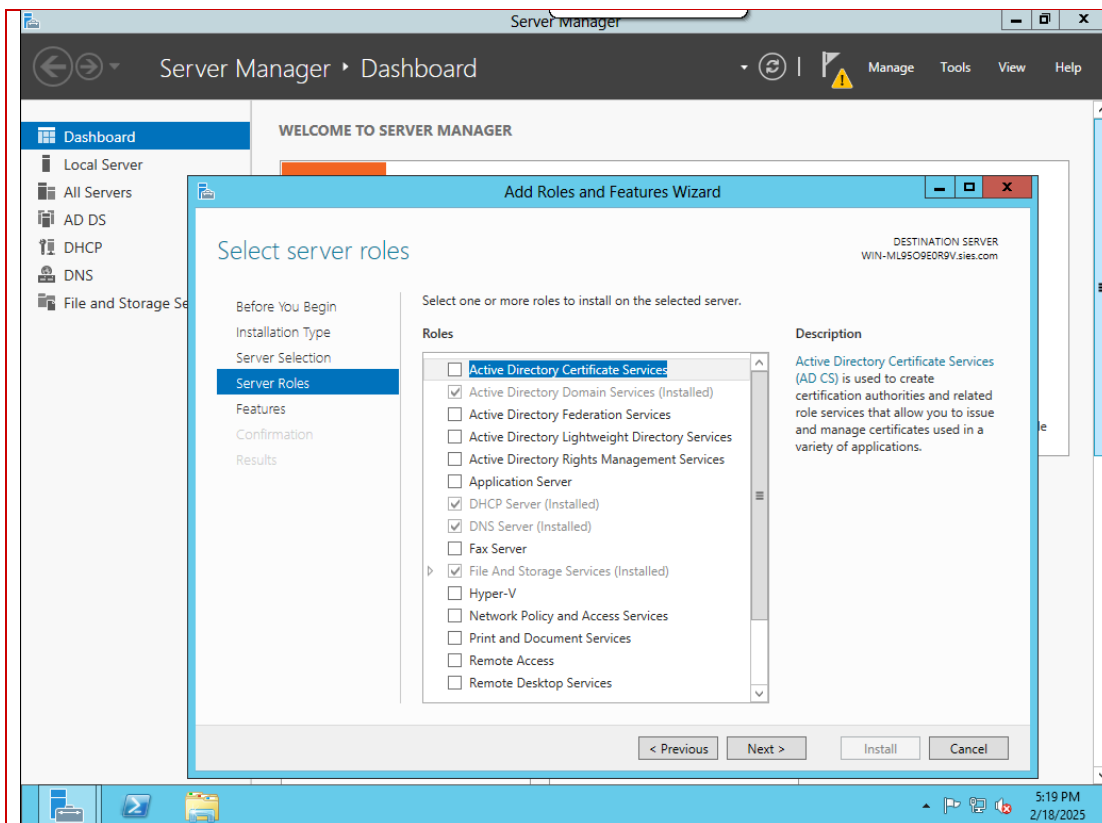 Server Manager
Server Manager • Dashboard
Manage Tools View Help
Dashboard
Local Server
All Servers
AD DS
DHCP
DNS
File and Storage Se
WELCOME TO SERVER MANAGER
Add Roles and Features Wizard
Select server roles
DESTINATION SERVER
WIN-ML95O9E0R9V.sies.com
Before You Begin
Installation Type
Server Selection
Server Roles
Features
Confirmation
Results
Select one or more roles to install on the selected server.
Roles
Active Directory Certificate Services
Active Directory Domain Services (Installed)
Active Directory Federation Services
Active Directory Lightweight Directory Services
Active Directory Rights Management Services
Application Server
DHCP Server (Installed)
DNS Server (Installed)
Fax Server
File And Storage Services (Installed)
Hyper-V
Network Policy and Access Services
Print and Document Services
Remote Access
Remote Desktop Services
Description
Active Directory Certificate Services
(AD CS) is used to create
certification authorities and related
role services that allow you to issue
and manage certificates used in a
variety of applications.
le
< Previous
Next >
Install
Cancel
5:19 PM
2/18/2025